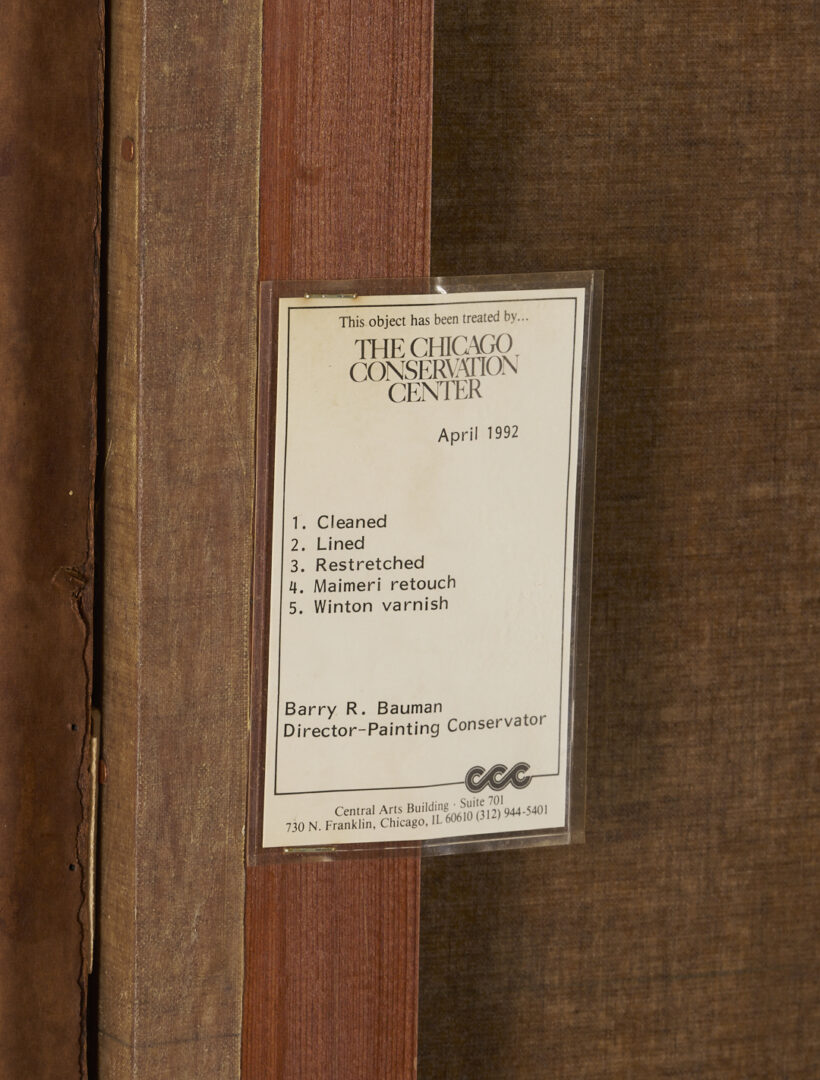 This object has been treated by...
THE CHICAGO
CONSERVATION
CENTER
April 1992
1. Cleaned
2. Lined
3. Restretched
4. Maimeri retouch
5. Winton varnish
Barry R. Bauman
Director-Painting Conservator
CCC
Central Arts Building · Suite 701
730 N. Franklin, Chicago, IL 60610 (312) 944-5401